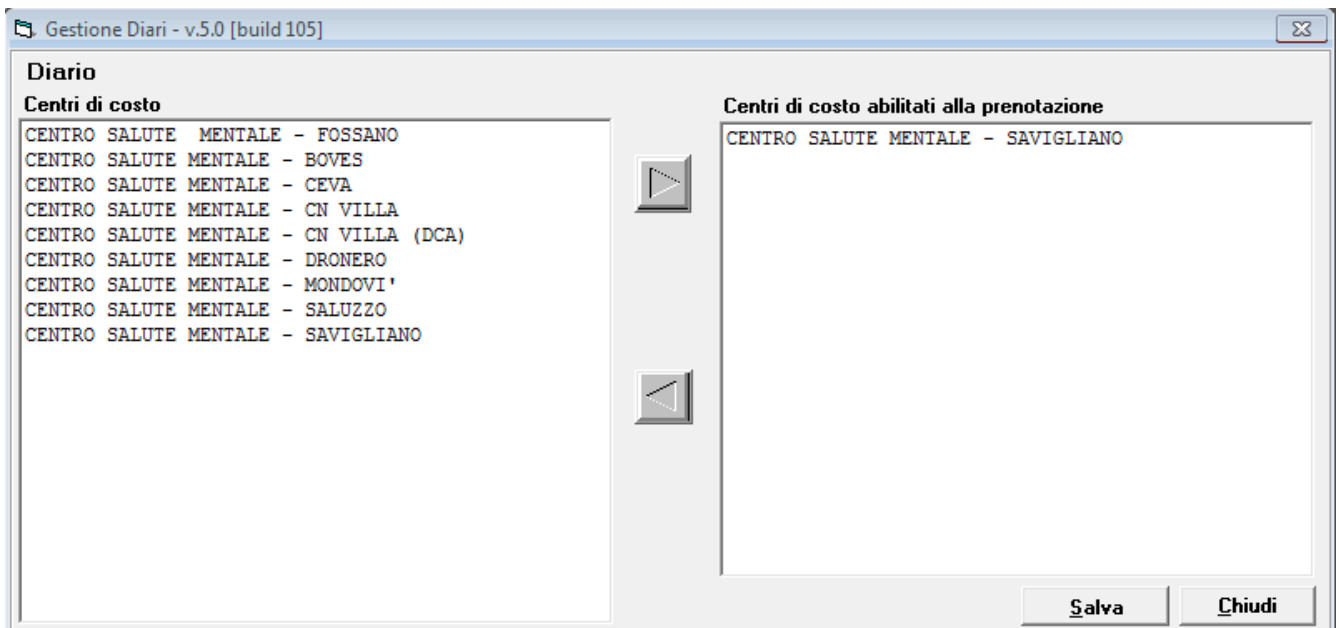 Gestione Diari - v.5.0 [build 105]
Diario
Centri di costo
CENTRO SALUTE  MENTALE - FOSSANO
CENTRO SALUTE MENTALE - BOVES
CENTRO SALUTE MENTALE - CEVA
CENTRO SALUTE MENTALE - CN VILLA
CENTRO SALUTE MENTALE - CN VILLA (DCA)
CENTRO SALUTE MENTALE - DRONERO
CENTRO SALUTE MENTALE - MONDOVI'
CENTRO SALUTE MENTALE - SALUZZO
CENTRO SALUTE MENTALE - SAVIGLIANO
Centri di costo abilitati alla prenotazione
CENTRO SALUTE MENTALE - SAVIGLIANO
Salva
Chiudi